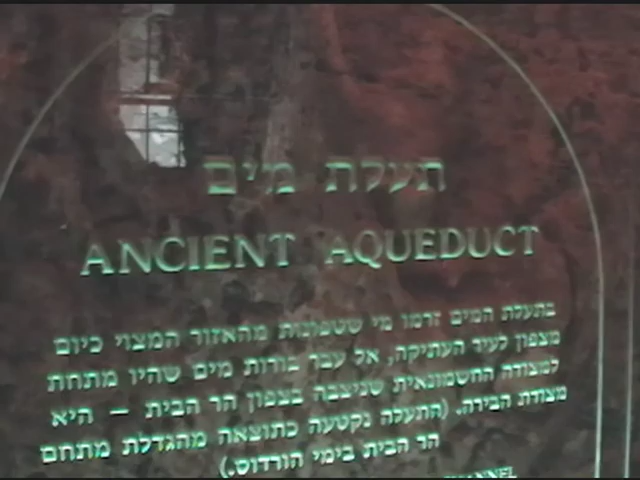 תעלת מים
ANCIENT AQUEDUCT
בתעלת המים זרמו מי שטפונות מהאזור המצוי כיום
מצפון לעיר העתיקה, אל עבר בורות מים שהיו מתחת
למצודה החשמונאית שניצבה בצפון הר הבית – היא
מצודת הבירה. (התעלה נקטעה כתוצאה מהגדלת מתחם
הר הבית בימי הורדוס.)
CHANNEL